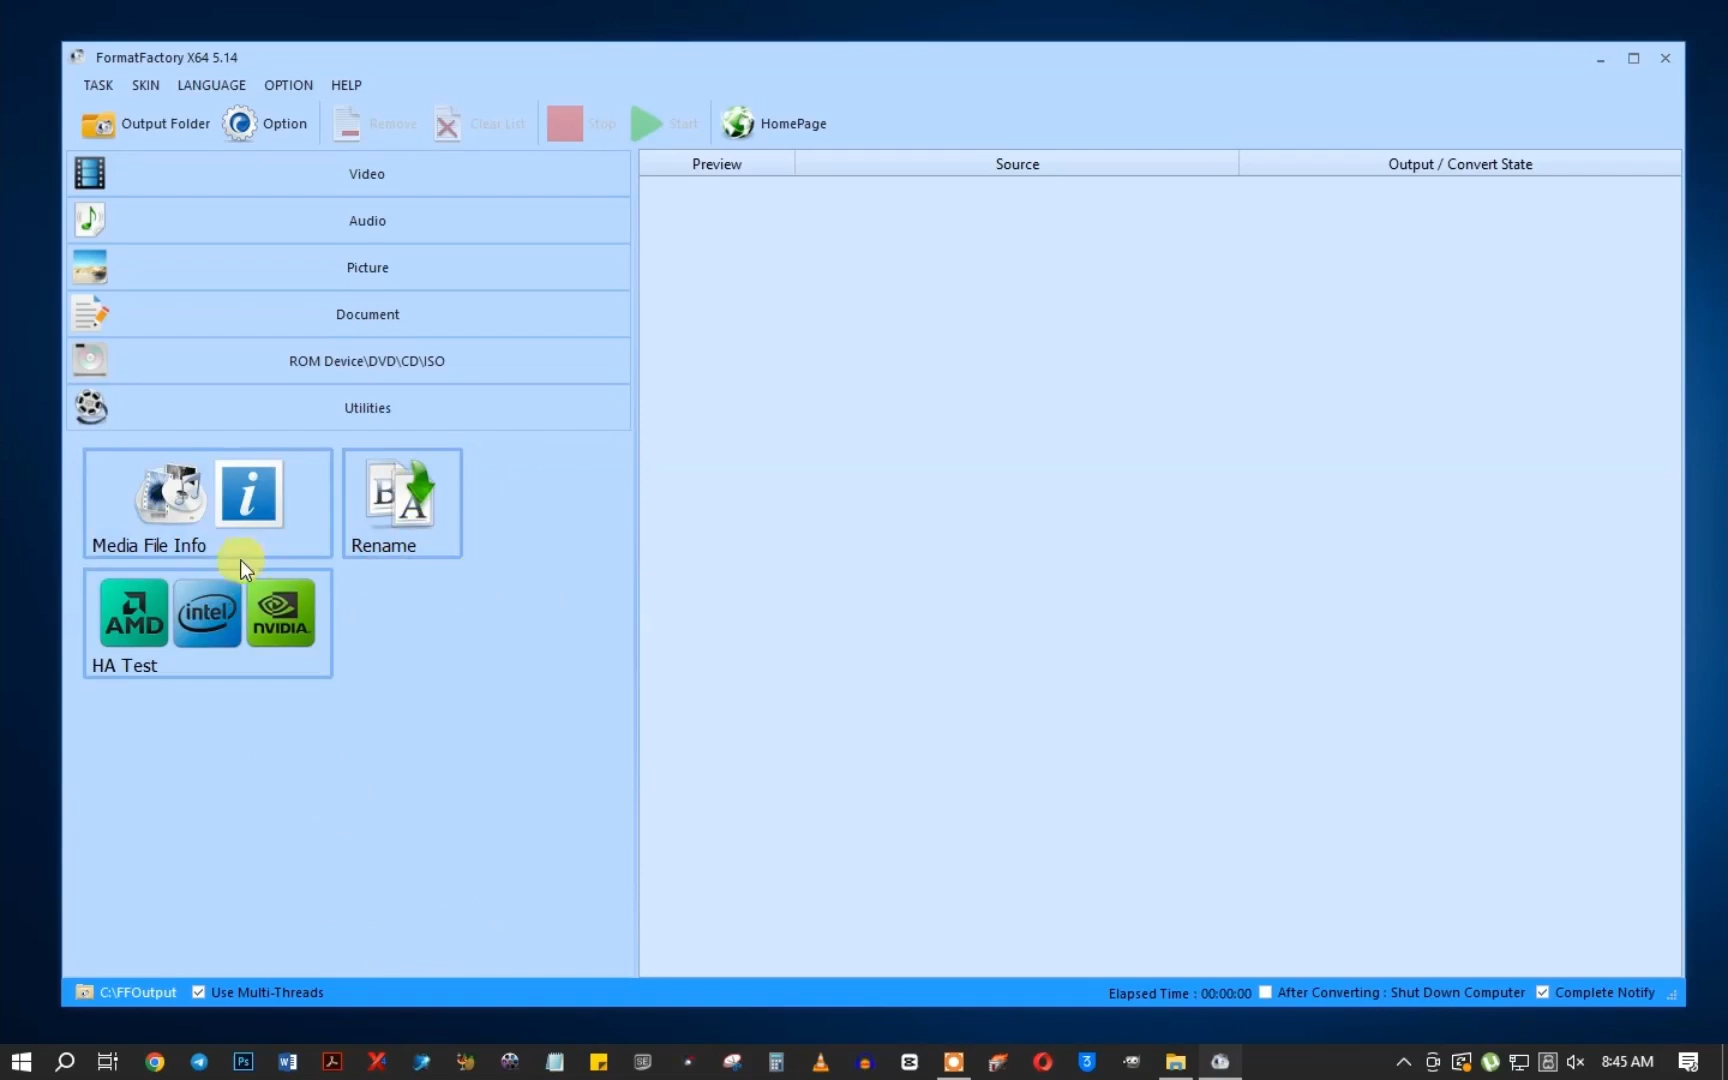 FormatFactory X64 5.14
TASK SKIN LANGUAGE OPTION HELP
Output Folder Option Remove Clear List Stop Start HomePage
Video
Audio
Picture
Document
ROM Device\DVD\CD\ISO
Utilities
Preview Source Output / Convert State
i
B A
Media File Info Rename
AMD intel NVIDIA.
HA Test
C:\FFOutput Use Multi-Threads Elapsed Time : 00:00:00 After Converting : Shut Down Computer Complete Notify
Ps W SE 3 8:45 AM